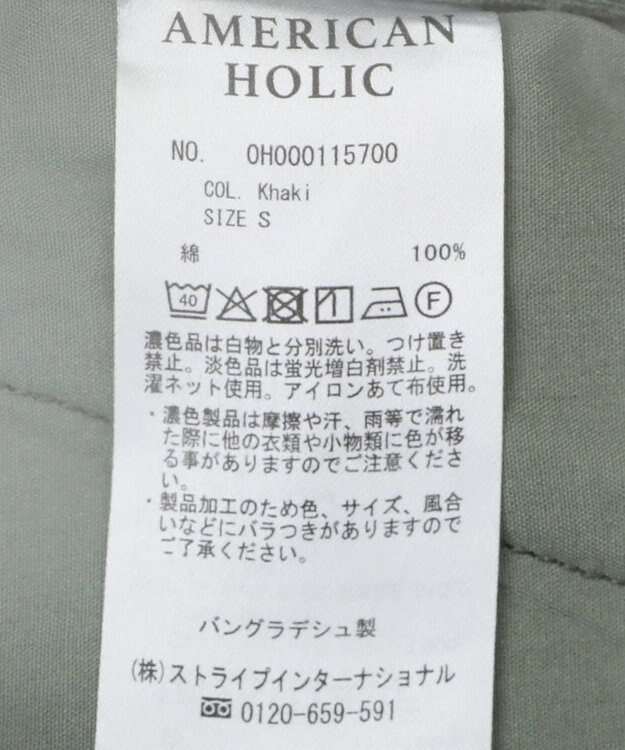 AMERICAN
HOLIC
NO. OH000115700
COL. Khaki
SIZE S
綿 100%
40 F
濃色品は白物と分別洗い。つけ置き
禁止。淡色品は蛍光増白剤禁止。洗
濯ネット使用。アイロンあて布使用。
・濃色製品は摩擦や汗、雨等で濡れ
た際に他の衣類や小物類に色が移
る事がありますのでご注意くださ
い。
・製品加工のため色、サイズ、風合
いなどにバラつきがありますので
ご了承ください。
バングラデシュ製
(株)ストライプインターナショナル
0120-659-591